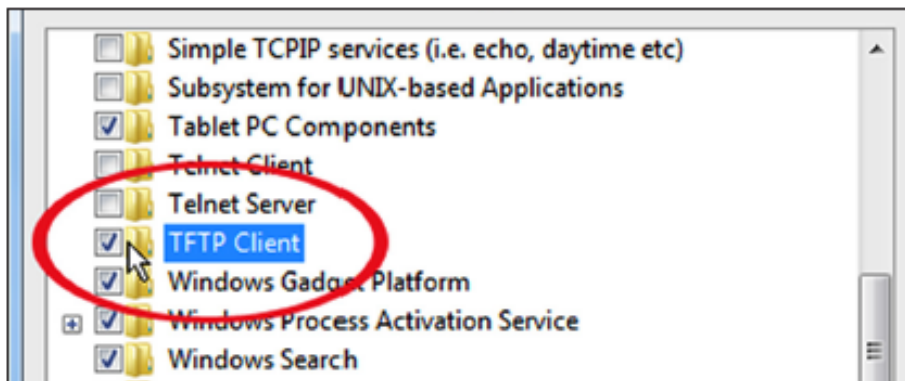 Simple TCPIP services (i.e. echo, daytime etc)
Subsystem for UNIX-based Applications
Tablet PC Components
Telnet Client
Telnet Server
TFTP Client
Windows Gadget Platform
Windows Process Activation Service
Windows Search